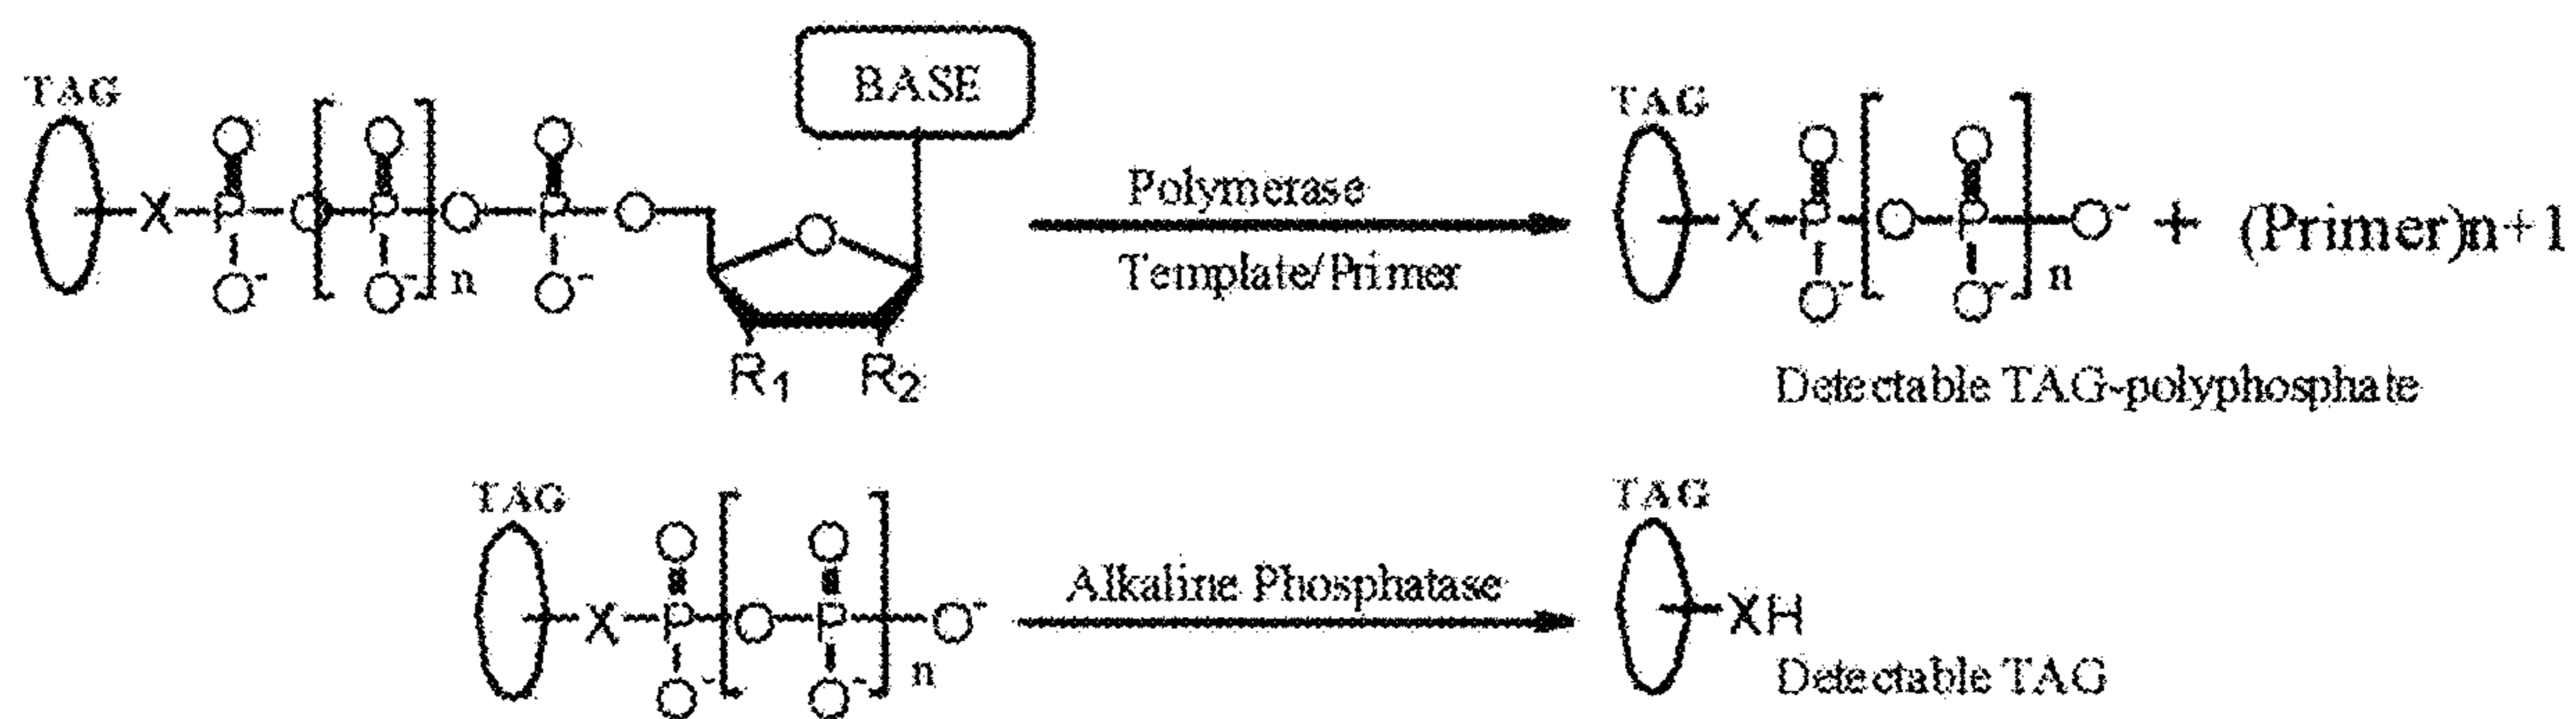 BASE
TAG
TAG
O O O O O
X-P-O-P-O-P-O
Polymerase
X-P-O-P-O- + (Primer)n+1
O
O- O- n O-
Template/Primer
O- O- n
R1 R2
Detectable TAG-polyphosphate
TAG
TAG
O O
Alkaline Phosphatase
X-P-O-P-O-
XH
O- O- n
Detectable TAG